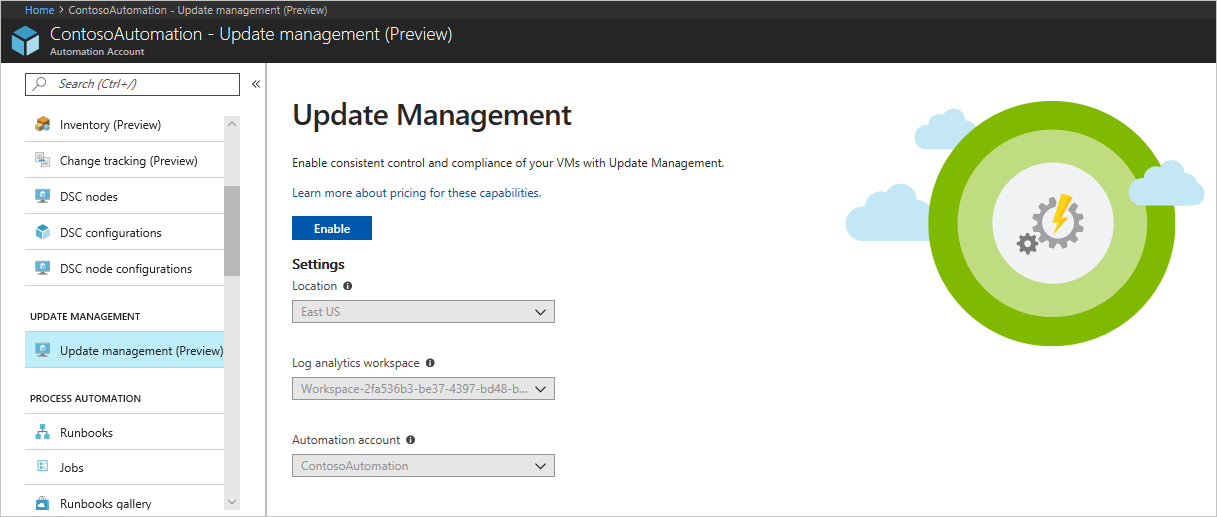 Home > ContosoAutomation - Update management (Preview)
ContosoAutomation - Update management (Preview)
Automation Account
Search (Ctrl+/)
Inventory (Preview)
Change tracking (Preview)
DSC nodes
DSC configurations
DSC node configurations
UPDATE MANAGEMENT
Update management (Preview)
PROCESS AUTOMATION
Runbooks
Jobs
Runbooks gallery
Update Management
Enable consistent control and compliance of your VMs with Update Management.
Learn more about pricing for these capabilities.
Enable
Settings
Location
East US
Log analytics workspace
Workspace-2fa536b3-be37-4397-bd48-b...
Automation account
ContosoAutomation